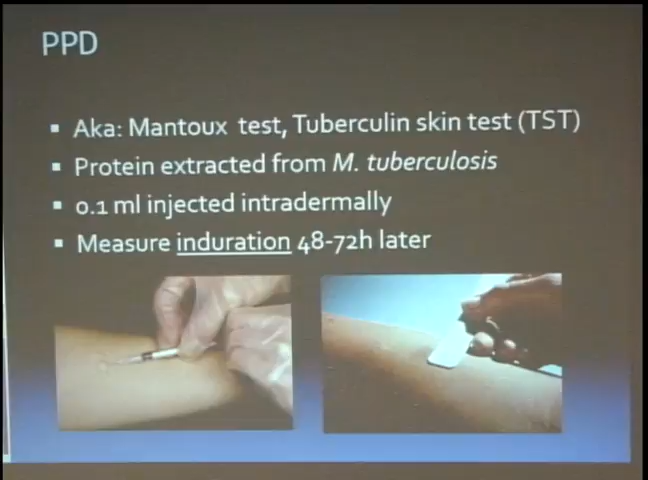 PPD
Aka: Mantoux test, Tuberculin skin test (TST)
Protein extracted from M. tuberculosis
0.1 ml injected intradermally
Measure induration 48-72h later